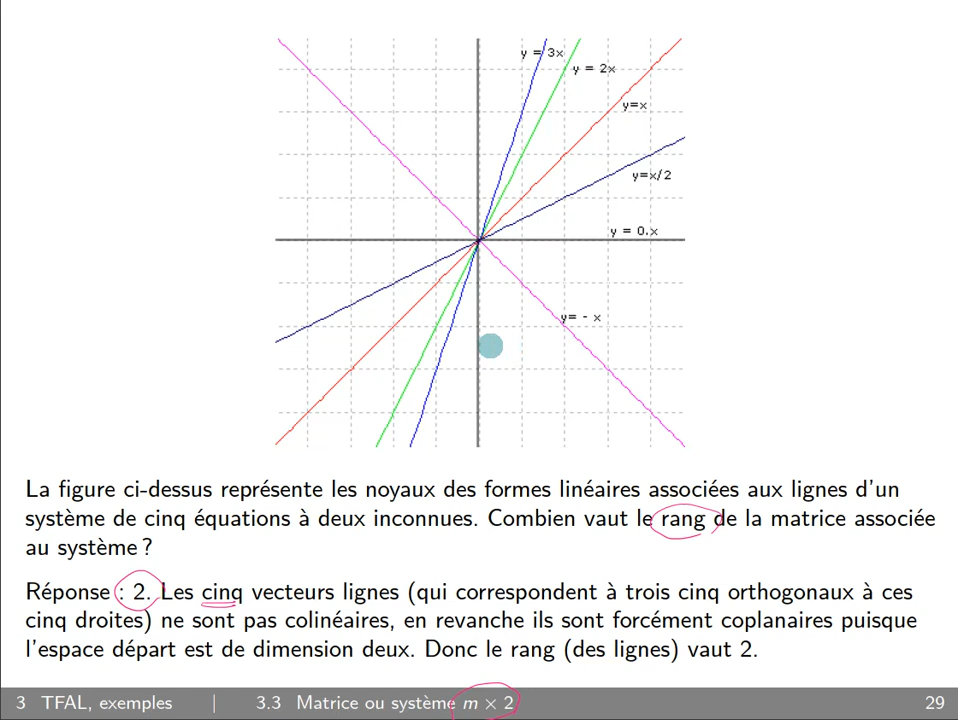 y = 3x
y = 2x
y=x
y=x/2
y = 0.x
y= - x
La figure ci-dessus représente les noyaux des formes linéaires associées aux lignes d'un
système de cinq équations à deux inconnues. Combien vaut le rang de la matrice associée
au système ?
Réponse : 2. Les cinq vecteurs lignes (qui correspondent à trois cinq orthogonaux à ces
cinq droites) ne sont pas colinéaires, en revanche ils sont forcément coplanaires puisque
l'espace départ est de dimension deux. Donc le rang (des lignes) vaut 2.
3 TFAL, exemples | 3.3 Matrice ou système m × 2 29